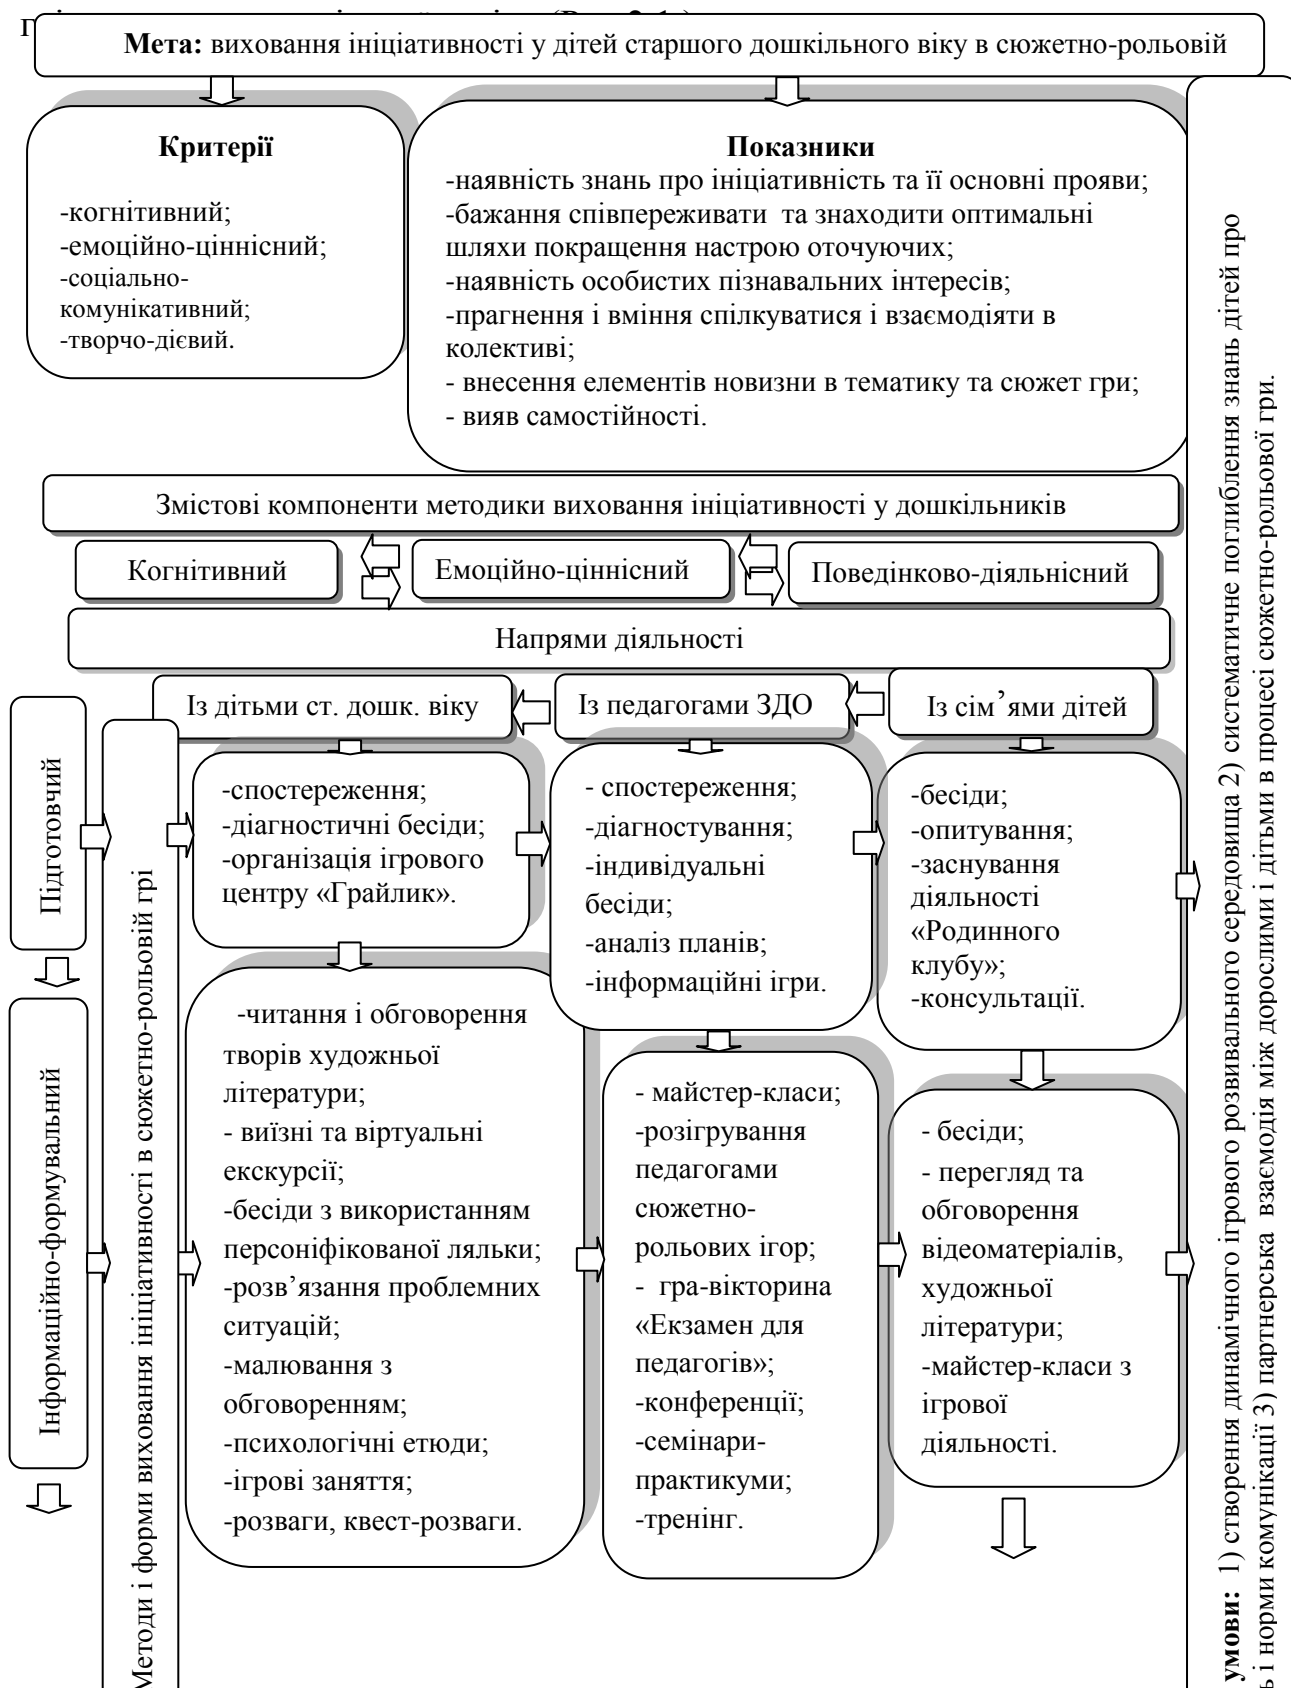 Мета: виховання ініціативності у дітей старшого дошкільного віку в сюжетно-рольовій
Критерії
-когнітивний;
-емоційно-ціннісний;
-соціально-
комунікативний;
-творчо-дієвий.
Показники
-наявність знань про ініціативність та її основні прояви;
-бажання співпереживати та знаходити оптимальні
шляхи покращення настрою оточуючих;
-наявність особистих пізнавальних інтересів;
-прагнення і вміння спілкуватися і взаємодіяти в
колективі;
- внесення елементів новизни в тематику та сюжет гри;
- вияв самостійності.
Змістові компоненти методики виховання ініціативності у дошкільників
Когнітивний
Емоційно-ціннісний
Поведінково-діяльнісний
Напрями діяльності
Із дітьми ст. дошк. віку
Із педагогами ЗДО
Із сім’ями дітей
Підготовчий
-спостереження;
-діагностичні бесіди;
-організація ігрового
центру «Грайлик».
- спостереження;
-діагностування;
-індивідуальні
бесіди;
-аналіз планів;
-інформаційні ігри.
-бесіди;
-опитування;
-заснування
діяльності
«Родинного
клубу»;
-консультації.
Інформаційно-формувальний
Методи і форми виховання ініціативності в сюжетно-рольовій грі
-читання і обговорення
творів художньої
літератури;
- виїзні та віртуальні
екскурсії;
-бесіди з використанням
персоніфікованої ляльки;
-розв’язання проблемних
ситуацій;
-малювання з
обговоренням;
-психологічні етюди;
-ігрові заняття;
-розваги, квест-розваги.
- майстер-класи;
-розігрування
педагогами
сюжетно-
рольових ігор;
- гра-вікторина
«Екзамен для
педагогів»;
-конференції;
-семінари-
практикуми;
-тренінг.
- бесіди;
- перегляд та
обговорення
відеоматеріалів,
художньої
літератури;
-майстер-класи з
ігрової
діяльності.
умови: 1) створення динамічного ігрового розвивального середовища 2) систематичне поглиблення знань дітей про
і норми комунікації 3) партнерська взаємодія між дорослими і дітьми в процесі сюжетно-рольової гри.